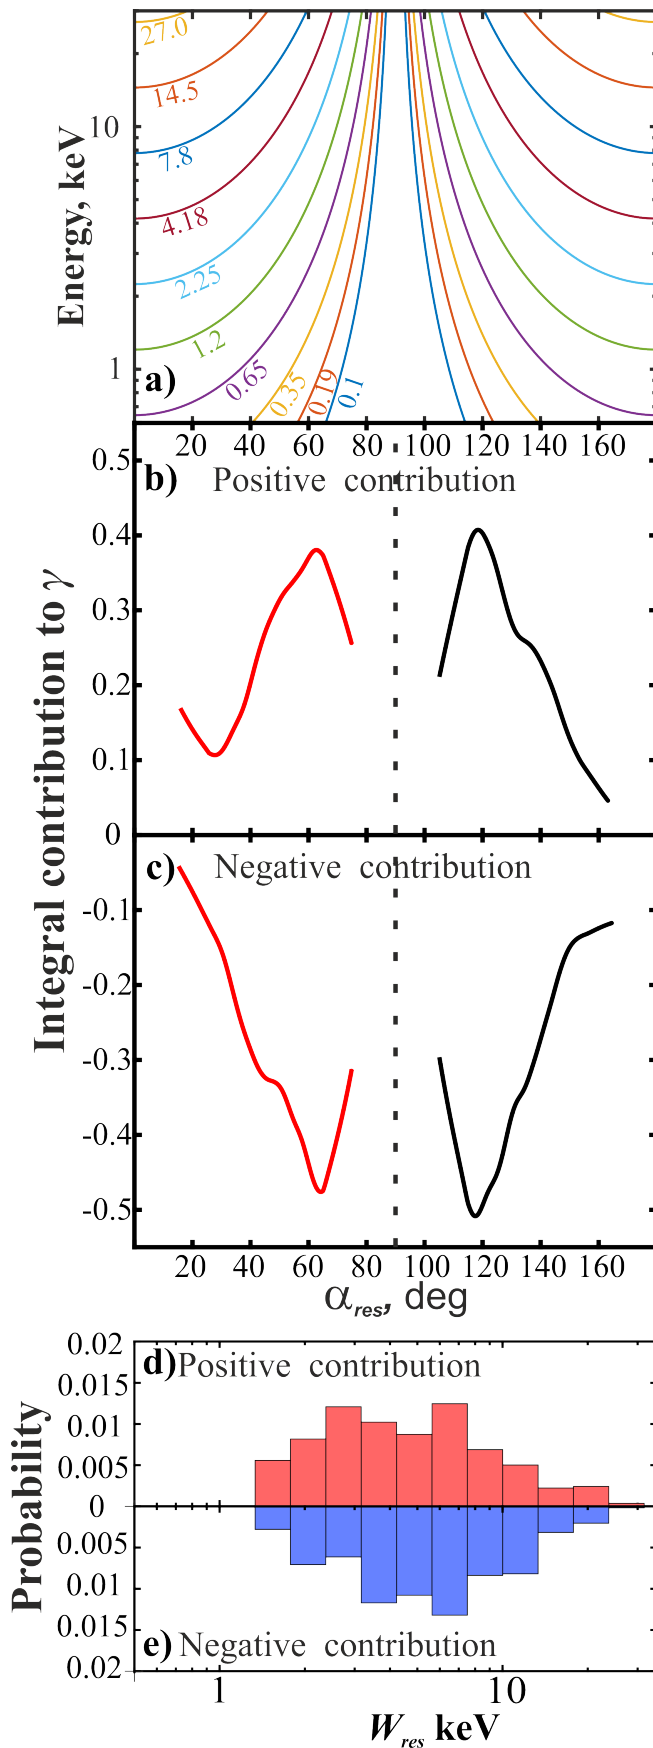 27.0
14.5
10
7.8
Energy, keV
4.18
2.25
1.2
1
0.65
0.35
0.19
0.1
a)
20 40 60 80 100 120 140 160
0.5
b) Positive contribution
0.4
0.3
0.2
0.1
0
Integral contribution to γ
c) Negative contribution
-0.1
-0.2
-0.3
-0.4
-0.5
20 40 60 80 100 120 140 160
αres, deg
0.02
d) Positive contribution
0.015
0.01
0.005
0
Probability
0.005
0.01
0.015
e) Negative contribution
0.02
1 10
Wres keV